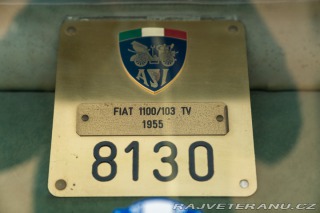 ASI
FIAT 1100/103 TV
1955
8130
RAJVETERANU.CZ